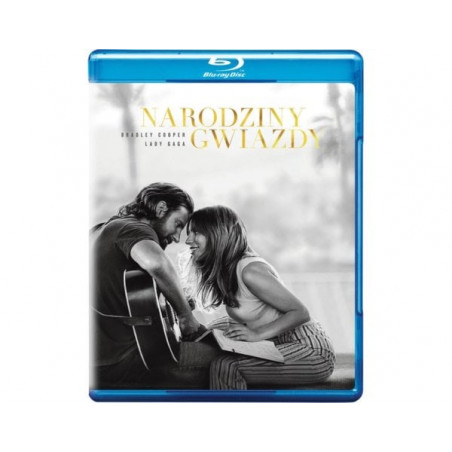 Blu-ray Disc
NARODZINY
BRADLEY COOPER
LADY GAGA
GWIAZDY